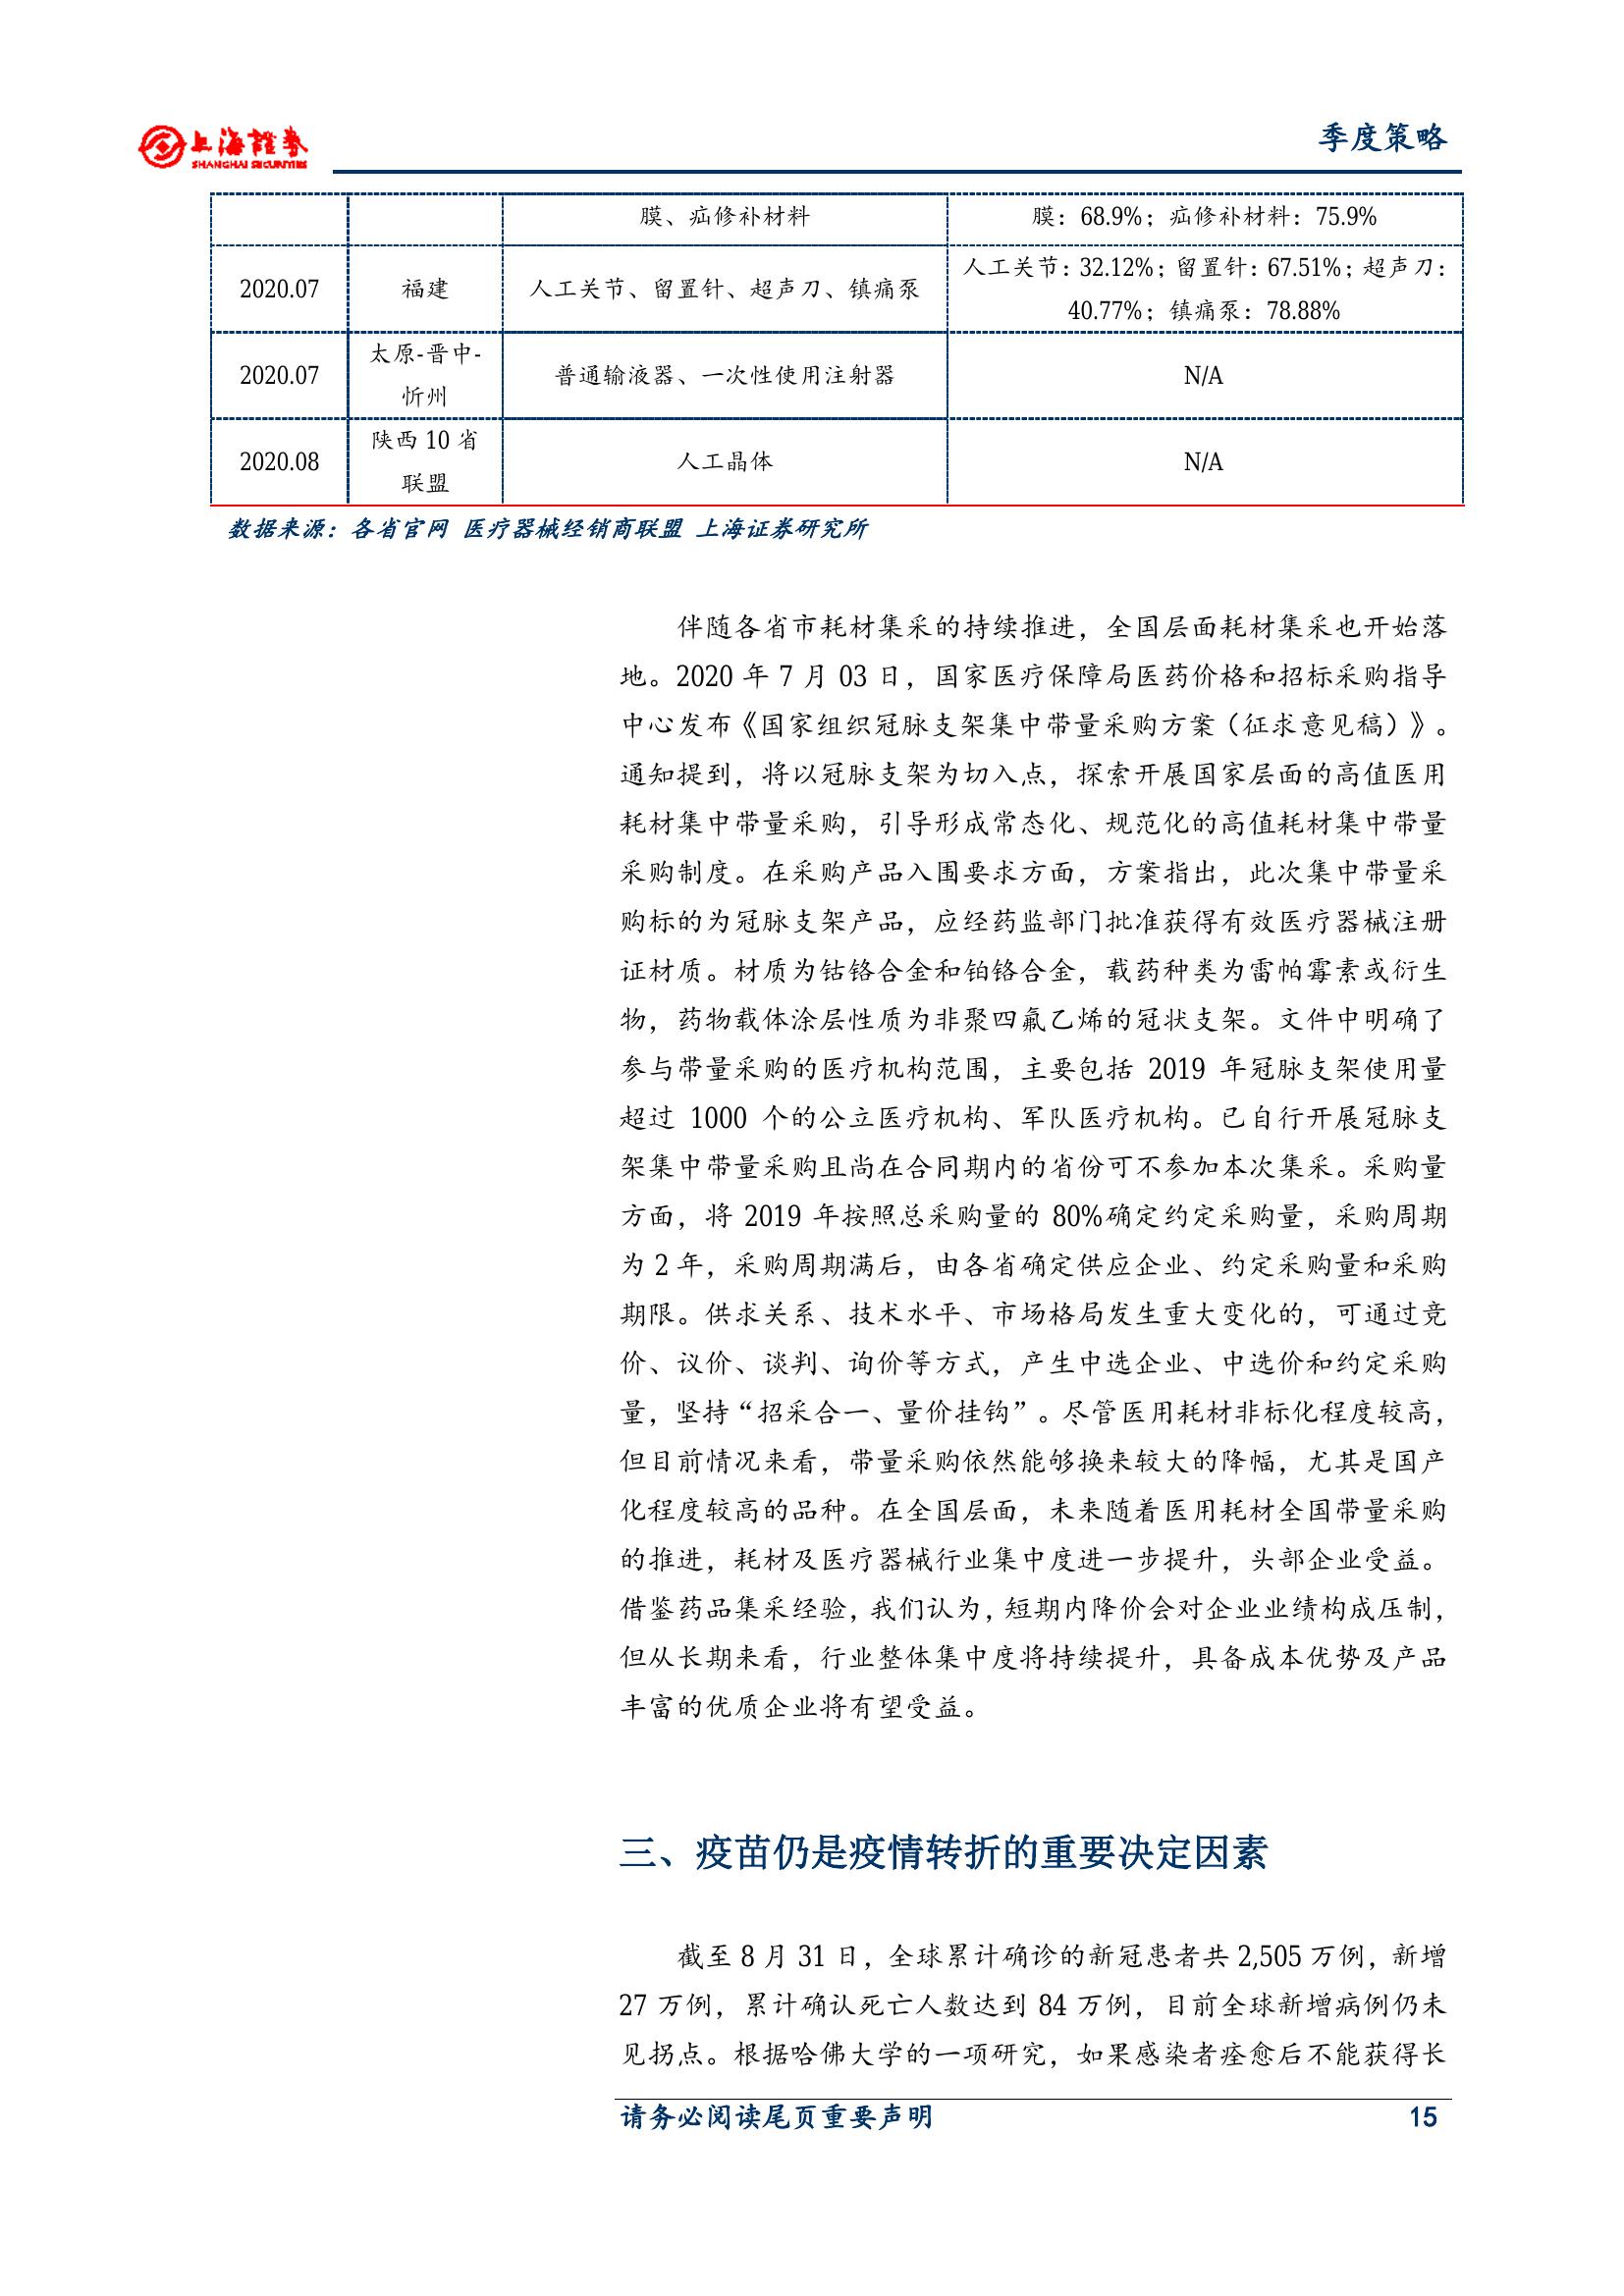 上海證券
SHANGHAI SECURITIES
季度策略
膜、疝修补材料 膜：68.9%；疝修补材料：75.9%
2020.07 福建 人工关节、留置针、超声刀、镇痛泵 人工关节：32.12%；留置针：67.51%；超声刀：
40.77%；镇痛泵：78.88%
2020.07 太原-晋中- 普通输液器、一次性使用注射器 N/A
忻州
2020.08 陕西 10 省 人工晶体 N/A
联盟
数据来源：各省官网 医疗器械经销商联盟 上海证券研究所
伴随各省市耗材集采的持续推进，全国层面耗材集采也开始落
地。2020 年 7 月 03 日，国家医疗保障局医药价格和招标采购指导
中心发布《国家组织冠脉支架集中带量采购方案（征求意见稿）》。
通知提到，将以冠脉支架为切入点，探索开展国家层面的高值医用
耗材集中带量采购，引导形成常态化、规范化的高值耗材集中带量
采购制度。在采购产品入围要求方面，方案指出，此次集中带量采
购标的为冠脉支架产品，应经药监部门批准获得有效医疗器械注册
证材质。材质为钴铬合金和铂铬合金，载药种类为雷帕霉素或衍生
物，药物载体涂层性质为非聚四氟乙烯的冠状支架。文件中明确了
参与带量采购的医疗机构范围，主要包括 2019 年冠脉支架使用量
超过 1000 个的公立医疗机构、军队医疗机构。已自行开展冠脉支
架集中带量采购且尚在合同期内的省份可不参加本次集采。采购量
方面，将 2019 年按照总采购量的 80%确定约定采购量，采购周期
为 2 年，采购周期满后，由各省确定供应企业、约定采购量和采购
期限。供求关系、技术水平、市场格局发生重大变化的，可通过竞
价、议价、谈判、询价等方式，产生中选企业、中选价和约定采购
量，坚持“招采合一、量价挂钩”。尽管医用耗材非标化程度较高，
但目前情况来看，带量采购依然能够换来较大的降幅，尤其是国产
化程度较高的品种。在全国层面，未来随着医用耗材全国带量采购
的推进，耗材及医疗器械行业集中度进一步提升，头部企业受益。
借鉴药品集采经验，我们认为，短期内降价会对企业业绩构成压制，
但从长期来看，行业整体集中度将持续提升，具备成本优势及产品
丰富的优质企业将有望受益。
三、疫苗仍是疫情转折的重要决定因素
截至 8 月 31 日，全球累计确诊的新冠患者共 2,505 万例，新增
27 万例，累计确认死亡人数达到 84 万例，目前全球新增病例仍未
见拐点。根据哈佛大学的一项研究，如果感染者痊愈后不能获得长
请务必阅读尾页重要声明 15